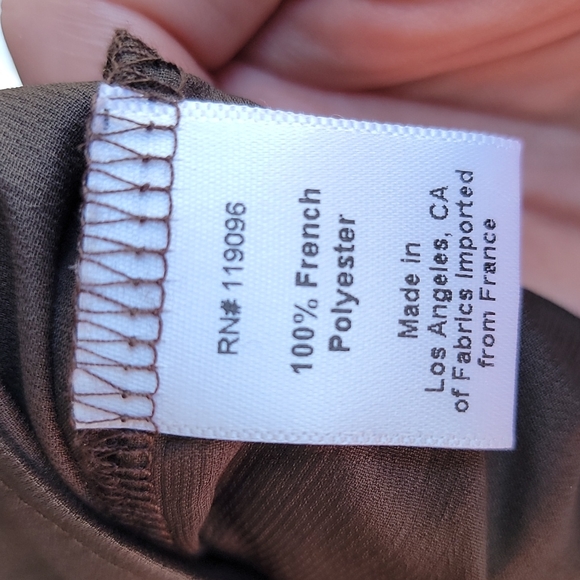 RN# 119096
100% French
Polyester
Made in
Los Angeles, CA
of Fabrics Imported
from France